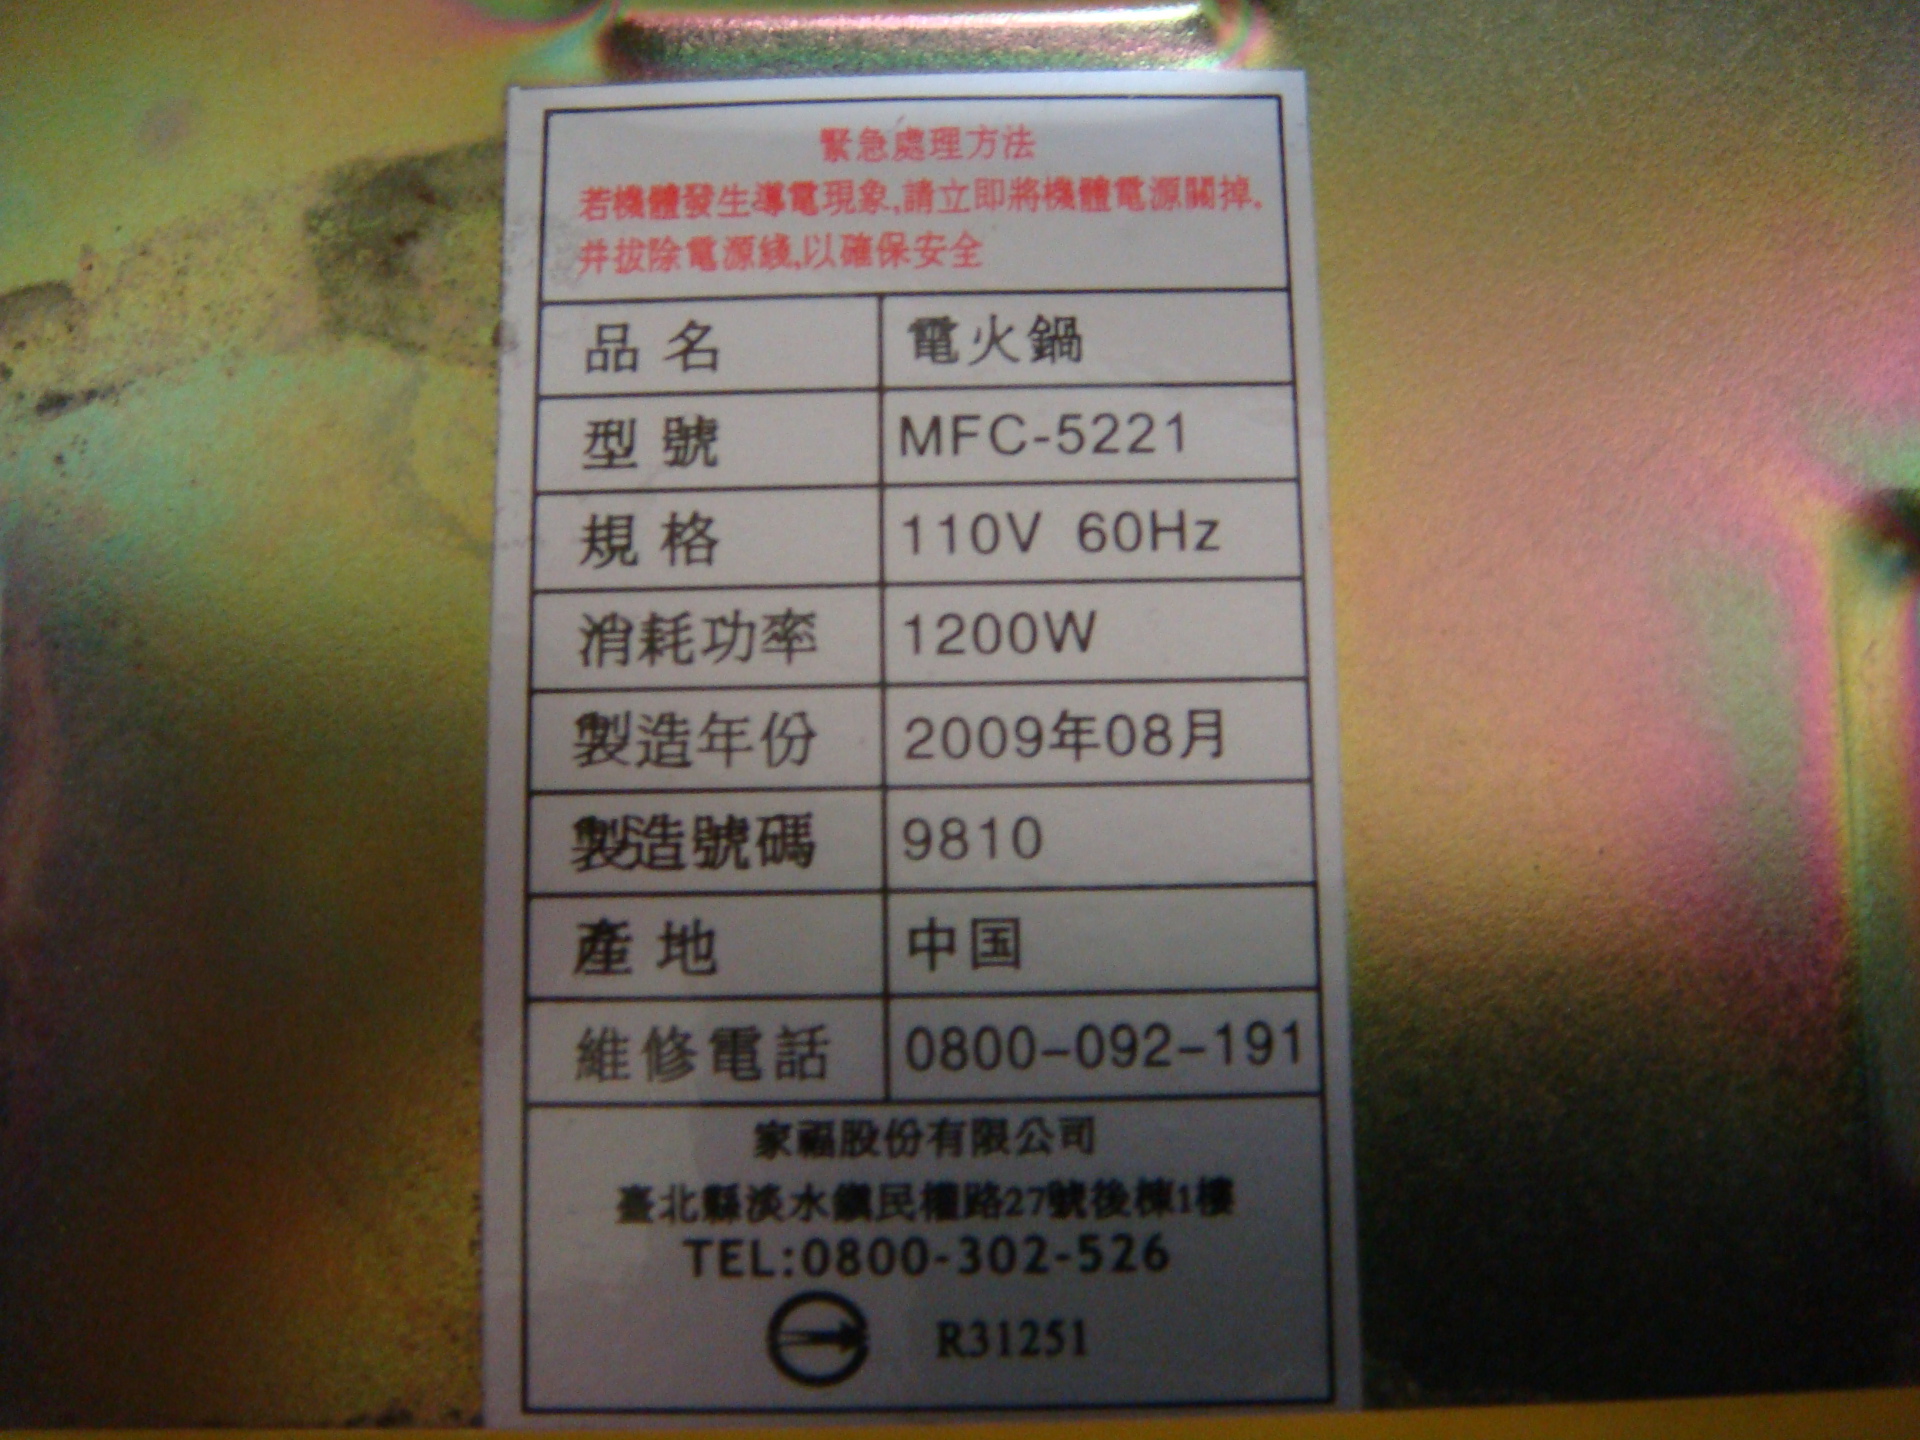 緊急處理方法
若機體發生導電現象,請立即將機體電源關掉,
并拔除電源綫,以確保安全
品名 電火鍋
型號 MFC-5221
規格 110V 60Hz
消耗功率 1200W
製造年份 2009年08月
製造號碼 9810
產地 中国
維修電話 0800-092-191
家福股份有限公司
臺北縣淡水鎮民權路27號後棟1樓
TEL:0800-302-526
R31251